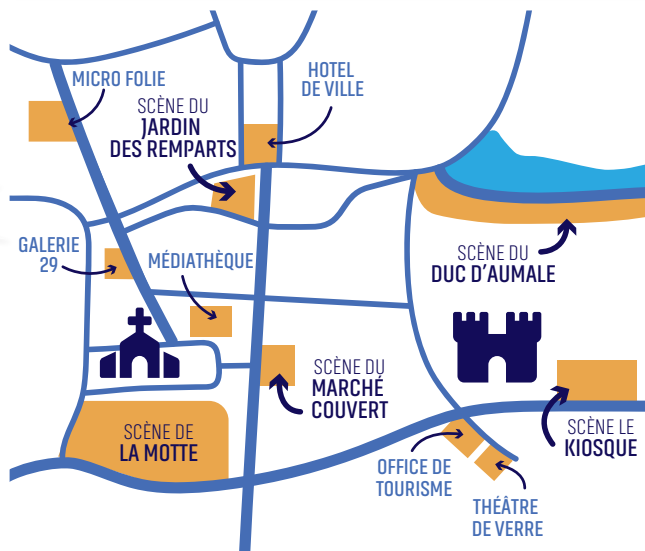 MICRO FOLIE
HOTEL
DE VILLE
SCÈNE DU
JARDIN
DES REMPARTS
GALERIE
29
MÉDIATHÈQUE
SCÈNE DU
DUC D'AUMALE
SCÈNE DU
MARCHÉ
COUVERT
SCÈNE DE
LA MOTTE
SCÈNE LE
KIOSQUE
OFFICE DE
TOURISME
THÉÂTRE
DE VERRE